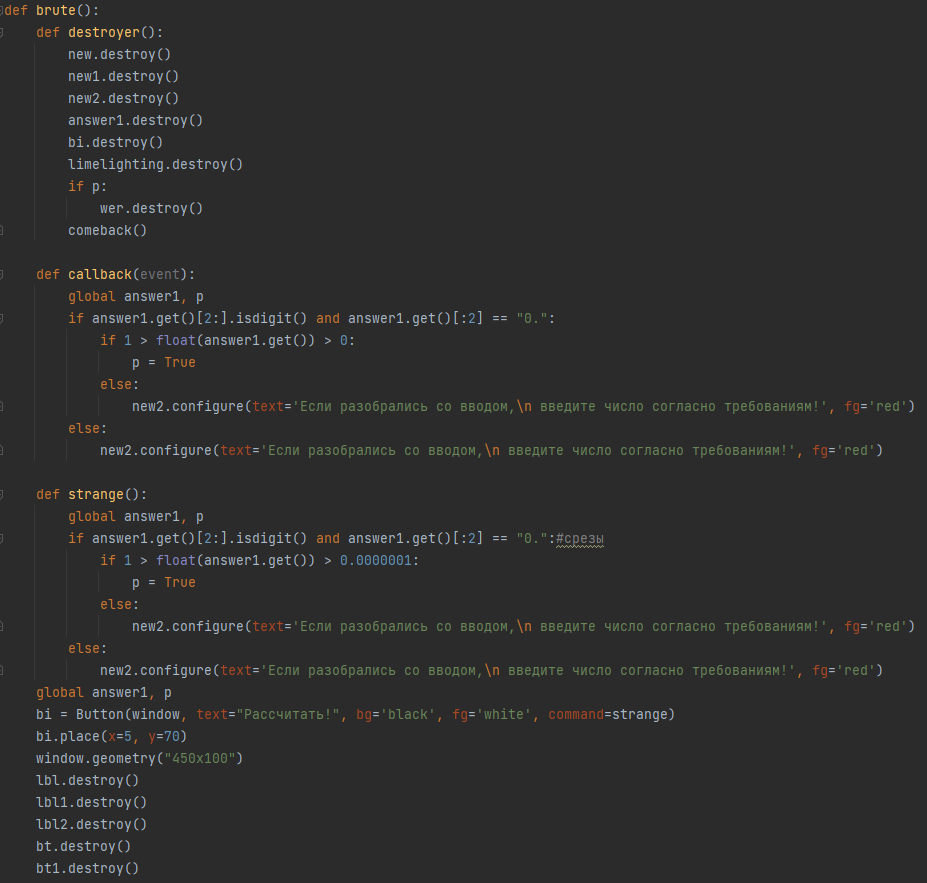 def brute():
    def destroyer():
        new.destroy()
        new1.destroy()
        new2.destroy()
        answer1.destroy()
        bi.destroy()
        limelighting.destroy()
        if p:
            wer.destroy()
        comeback()

    def callback(event):
        global answer1, p
        if answer1.get()[2:].isdigit() and answer1.get()[:2] == "0.":
            if 1 > float(answer1.get()) > 0:
                p = True
            else:
                new2.configure(text='Если разобрались со вводом,\n введите число согласно требованиям!', fg='red')
        else:
            new2.configure(text='Если разобрались со вводом,\n введите число согласно требованиям!', fg='red')

    def strange():
        global answer1, p
        if answer1.get()[2:].isdigit() and answer1.get()[:2] == "0.":#срезы
            if 1 > float(answer1.get()) > 0.0000001:
                p = True
            else:
                new2.configure(text='Если разобрались со вводом,\n введите число согласно требованиям!', fg='red')
        else:
            new2.configure(text='Если разобрались со вводом,\n введите число согласно требованиям!', fg='red')
    global answer1, p
    bi = Button(window, text="Рассчитать!", bg='black', fg='white', command=strange)
    bi.place(x=5, y=70)
    window.geometry("450x100")
    lbl.destroy()
    lbl1.destroy()
    lbl2.destroy()
    bt.destroy()
    bt1.destroy()